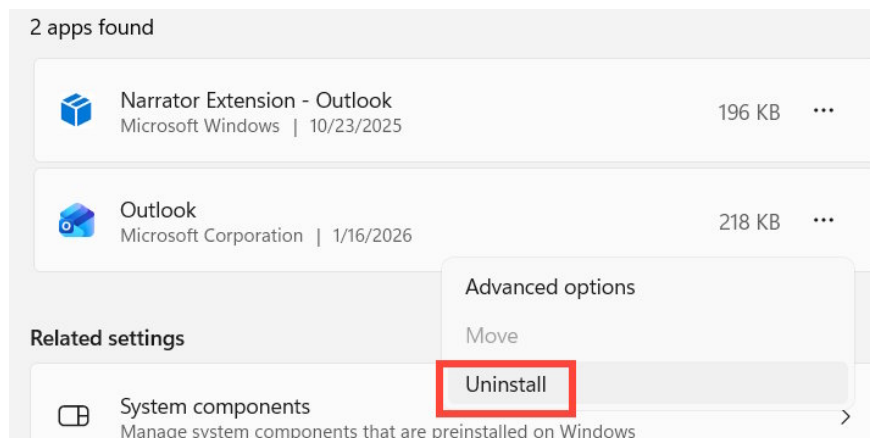 2 apps found
Narrator Extension - Outlook
Microsoft Windows | 10/23/2025
196 KB
Outlook
Microsoft Corporation | 1/16/2026
218 KB
Advanced options
Move
Uninstall
Related settings
System components
Manage system components that are preinstalled on Windows